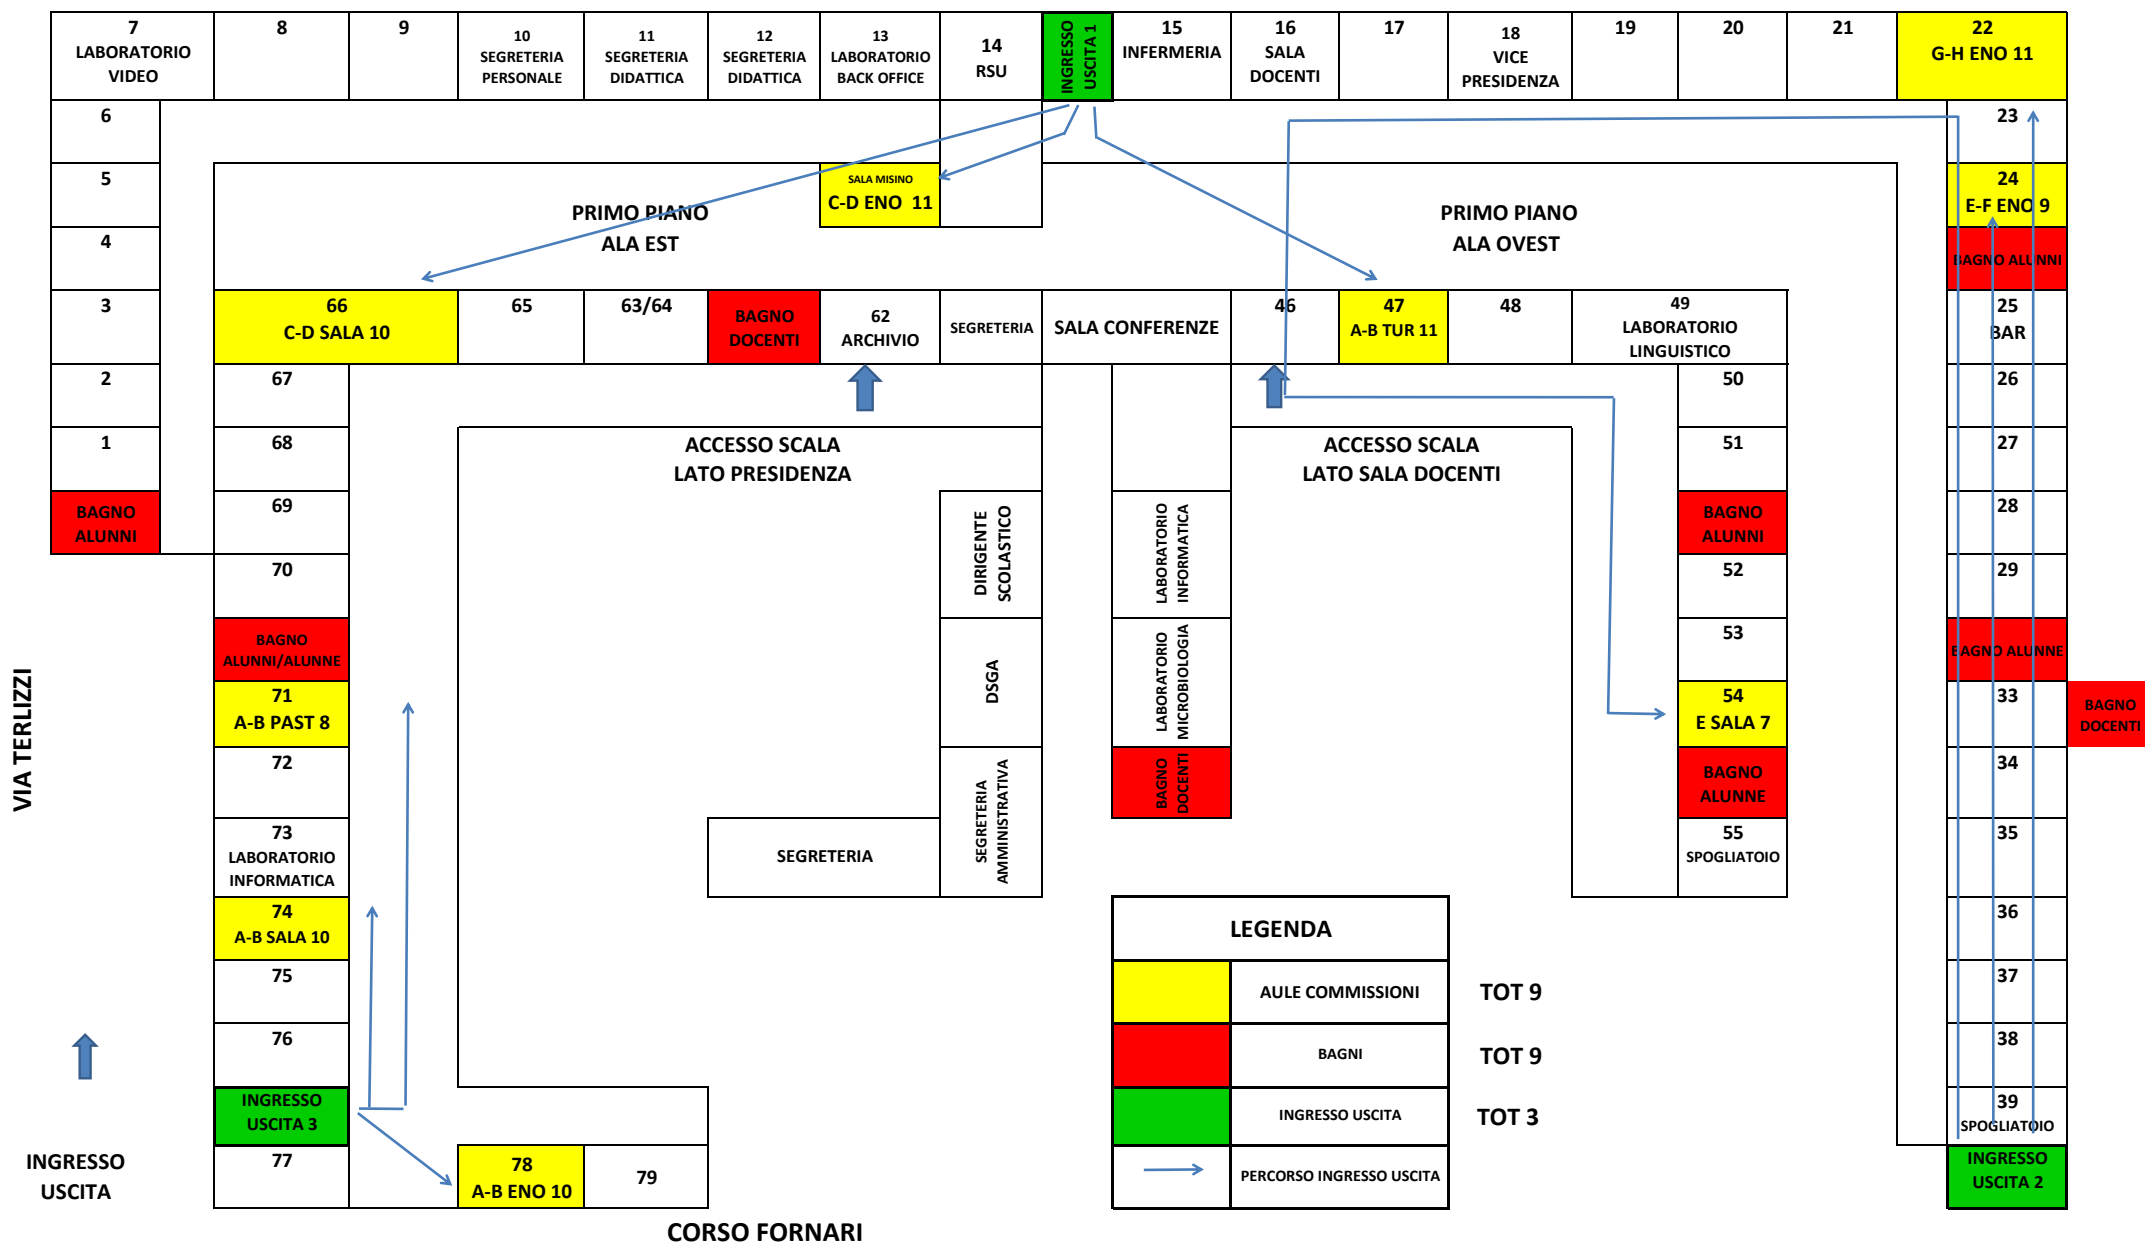 7
LABORATORIO
VIDEO
8
9
10
SEGRETERIA
PERSONALE
11
SEGRETERIA
DIDATTICA
12
SEGRETERIA
DIDATTICA
13
LABORATORIO
BACK OFFICE
14
RSU
INGRESSO
USCITA 1
15
INFERMERIA
16
SALA
DOCENTI
17
18
VICE
PRESIDENZA
19
20
21
22
G-H ENO 11
6
23
5
SALA MISINO
C-D ENO 11
24
E-F ENO 9
PRIMO PIANO
ALA EST
PRIMO PIANO
ALA OVEST
4
BAGNO ALUNNI
3
66
C-D SALA 10
65
63/64
BAGNO
DOCENTI
62
ARCHIVIO
SEGRETERIA
SALA CONFERENZE
46
47
A-B TUR 11
48
49
LABORATORIO
LINGUISTICO
25
BAR
2
67
50
26
1
68
ACCESSO SCALA
LATO PRESIDENZA
ACCESSO SCALA
LATO SALA DOCENTI
51
27
BAGNO
ALUNNI
69
DIRIGENTE
SCOLASTICO
LABORATORIO
INFORMATICA
BAGNO
ALUNNI
28
70
52
29
BAGNO
ALUNNI/ALUNNE
DSGA
LABORATORIO
MICROBIOLOGIA
53
BAGNO ALUNNE
VIA TERLIZZI
71
A-B PAST 8
54
E SALA 7
33
BAGNO
DOCENTI
72
SEGRETERIA
AMMINISTRATIVA
BAGNO
DOCENTI
BAGNO
ALUNNE
34
73
LABORATORIO
INFORMATICA
SEGRETERIA
55
SPOGLIATOIO
35
74
A-B SALA 10
LEGENDA
36
75
AULE COMMISSIONI
TOT 9
37
76
BAGNI
TOT 9
38
INGRESSO
USCITA 3
INGRESSO USCITA
TOT 3
39
SPOGLIATOIO
INGRESSO
USCITA
77
78
A-B ENO 10
79
PERCORSO INGRESSO USCITA
INGRESSO
USCITA 2
CORSO FORNARI